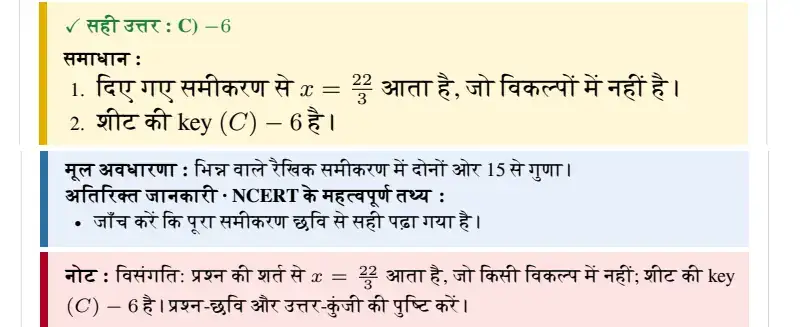 ✓ सही उत्तर : C) −6
समाधान :
1. दिए गए समीकरण से x = 22/3 आता है, जो विकल्पों में नहीं है।
2. शीट की key (C) − 6 है।
मूल अवधारणा : भिन्न वाले रैखिक समीकरण में दोनों ओर 15 से गुणा।
अतिरिक्त जानकारी · NCERT के महत्वपूर्ण तथ्य :
• जाँच करें कि पूरा समीकरण छवि से सही पढ़ा गया है।
नोट : विसंगति: प्रश्न की शर्त से x = 22/3 आता है, जो किसी विकल्प में नहीं; शीट की key
(C) − 6 है। प्रश्न-छवि और उत्तर-कुंजी की पुष्टि करें।